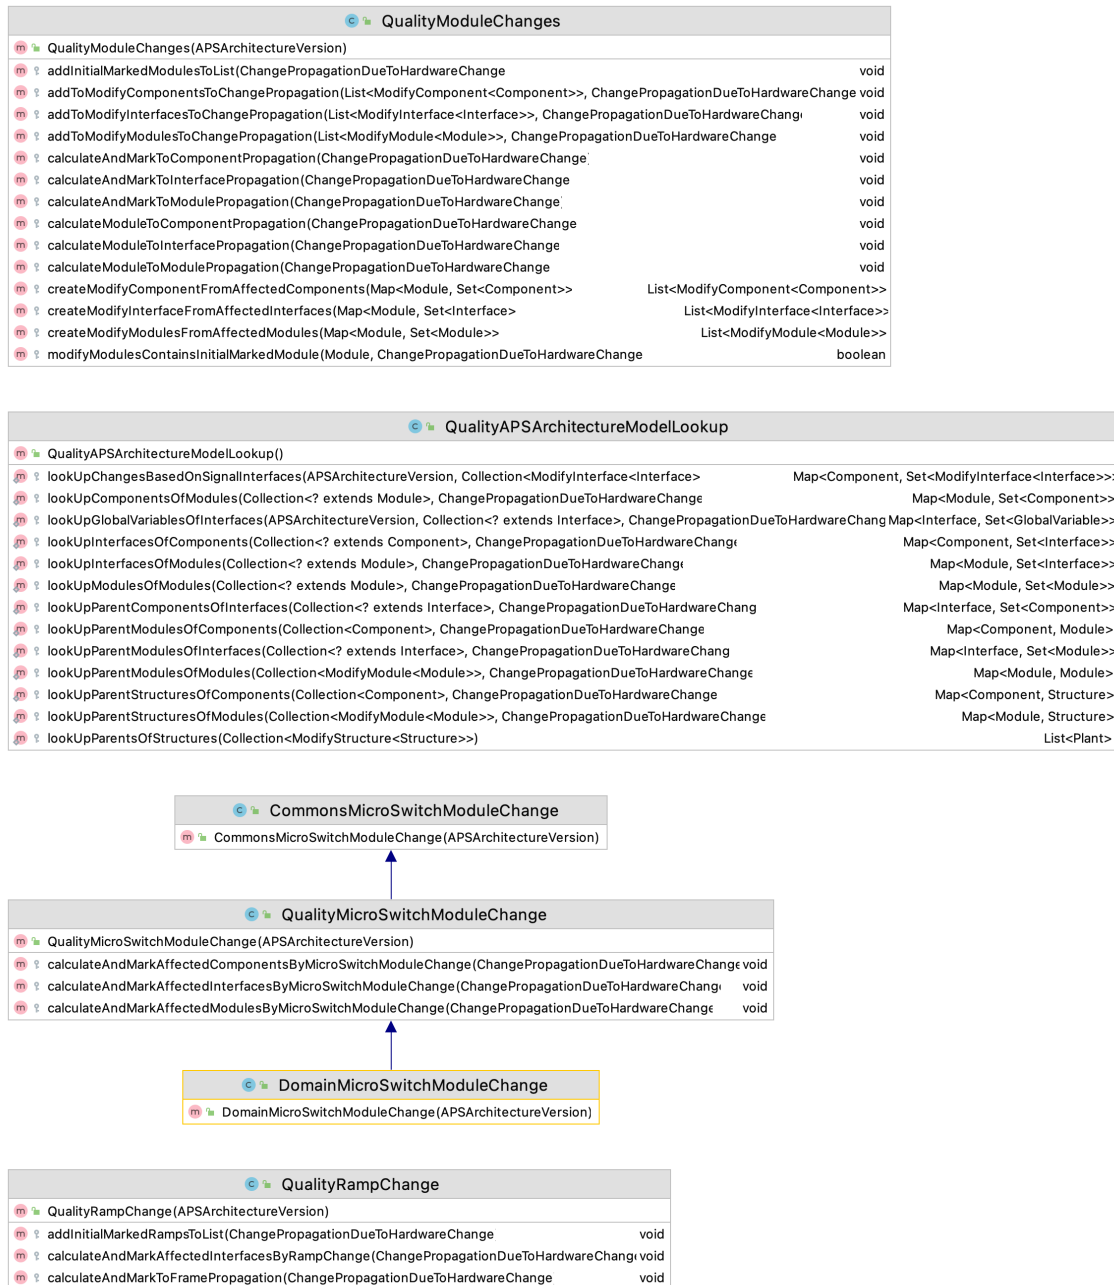 QualityModuleChanges
QualityModuleChanges(APSArchitectureVersion)
addInitialMarkedModulesToList(ChangePropagationDueToHardwareChange void
addToModifyComponentsToChangePropagation(List<ModifyComponent<Component>>, ChangePropagationDueToHardwareChange void
addToModifyInterfacesToChangePropagation(List<ModifyInterface<Interface>>, ChangePropagationDueToHardwareChang void
addToModifyModulesToChangePropagation(List<ModifyModule<Module>>, ChangePropagationDueToHardwareChange void
calculateAndMarkToComponentPropagation(ChangePropagationDueToHardwareChange) void
calculateAndMarkToInterfacePropagation(ChangePropagationDueToHardwareChange void
calculateAndMarkToModulePropagation(ChangePropagationDueToHardwareChange) void
calculateModuleToComponentPropagation(ChangePropagationDueToHardwareChange void
calculateModuleToInterfacePropagation(ChangePropagationDueToHardwareChange void
calculateModuleToModulePropagation(ChangePropagationDueToHardwareChange void
createModifyComponentFromAffectedComponents(Map<Module, Set<Component>> List<ModifyComponent<Component>>
createModifyInterfaceFromAffectedInterfaces(Map<Module, Set<Interface> List<ModifyInterface<Interface>>
createModifyModulesFromAffectedModules(Map<Module, Set<Module>> List<ModifyModule<Module>>
modifyModulesContainsInitialMarkedModule(Module, ChangePropagationDueToHardwareChange boolean
QualityAPSArchitectureModelLookup
QualityAPSArchitectureModelLookup()
lookUpChangesBasedOnSignalInterfaces(APSArchitectureVersion, Collection<ModifyInterface<Interface> Map<Component, Set<ModifyInterface<Interface>>>
lookUpComponentsOfModules(Collection<? extends Module>, ChangePropagationDueToHardwareChange Map<Module, Set<Component>>
lookUpGlobalVariablesOfInterfaces(APSArchitectureVersion, Collection<? extends Interface>, ChangePropagationDueToHardwareChang Map<Interface, Set<GlobalVariable>>
lookUpInterfacesOfComponents(Collection<? extends Component>, ChangePropagationDueToHardwareChange Map<Component, Set<Interface>>
lookUpInterfacesOfModules(Collection<? extends Module>, ChangePropagationDueToHardwareChange Map<Module, Set<Interface>>
lookUpModulesOfModules(Collection<? extends Module>, ChangePropagationDueToHardwareChange Map<Module, Set<Module>>
lookUpParentComponentsOfInterfaces(Collection<? extends Interface>, ChangePropagationDueToHardwareChang Map<Interface, Set<Component>>
lookUpParentModulesOfComponents(Collection<Component>, ChangePropagationDueToHardwareChange Map<Component, Module>
lookUpParentModulesOfInterfaces(Collection<? extends Interface>, ChangePropagationDueToHardwareChang Map<Interface, Set<Module>>
lookUpParentModulesOfModules(Collection<ModifyModule<Module>>, ChangePropagationDueToHardwareChange Map<Module, Module>
lookUpParentStructuresOfComponents(Collection<Component>, ChangePropagationDueToHardwareChange Map<Component, Structure>
lookUpParentStructuresOfModules(Collection<ModifyModule<Module>>, ChangePropagationDueToHardwareChange Map<Module, Structure>
lookUpParentsOfStructures(Collection<ModifyStructure<Structure>>) List<Plant>
CommonsMicroSwitchModuleChange
CommonsMicroSwitchModuleChange(APSArchitectureVersion)
QualityMicroSwitchModuleChange
QualityMicroSwitchModuleChange(APSArchitectureVersion)
calculateAndMarkAffectedComponentsByMicroSwitchModuleChange(ChangePropagationDueToHardwareChange void
calculateAndMarkAffectedInterfacesByMicroSwitchModuleChange(ChangePropagationDueToHardwareChang void
calculateAndMarkAffectedModulesByMicroSwitchModuleChange(ChangePropagationDueToHardwareChange void
DomainMicroSwitchModuleChange
DomainMicroSwitchModuleChange(APSArchitectureVersion)
QualityRampChange
QualityRampChange(APSArchitectureVersion)
addInitialMarkedRampsToList(ChangePropagationDueToHardwareChange void
calculateAndMarkAffectedInterfacesByRampChange(ChangePropagationDueToHardwareChang void
calculateAndMarkToFramePropagation(ChangePropagationDueToHardwareChange void